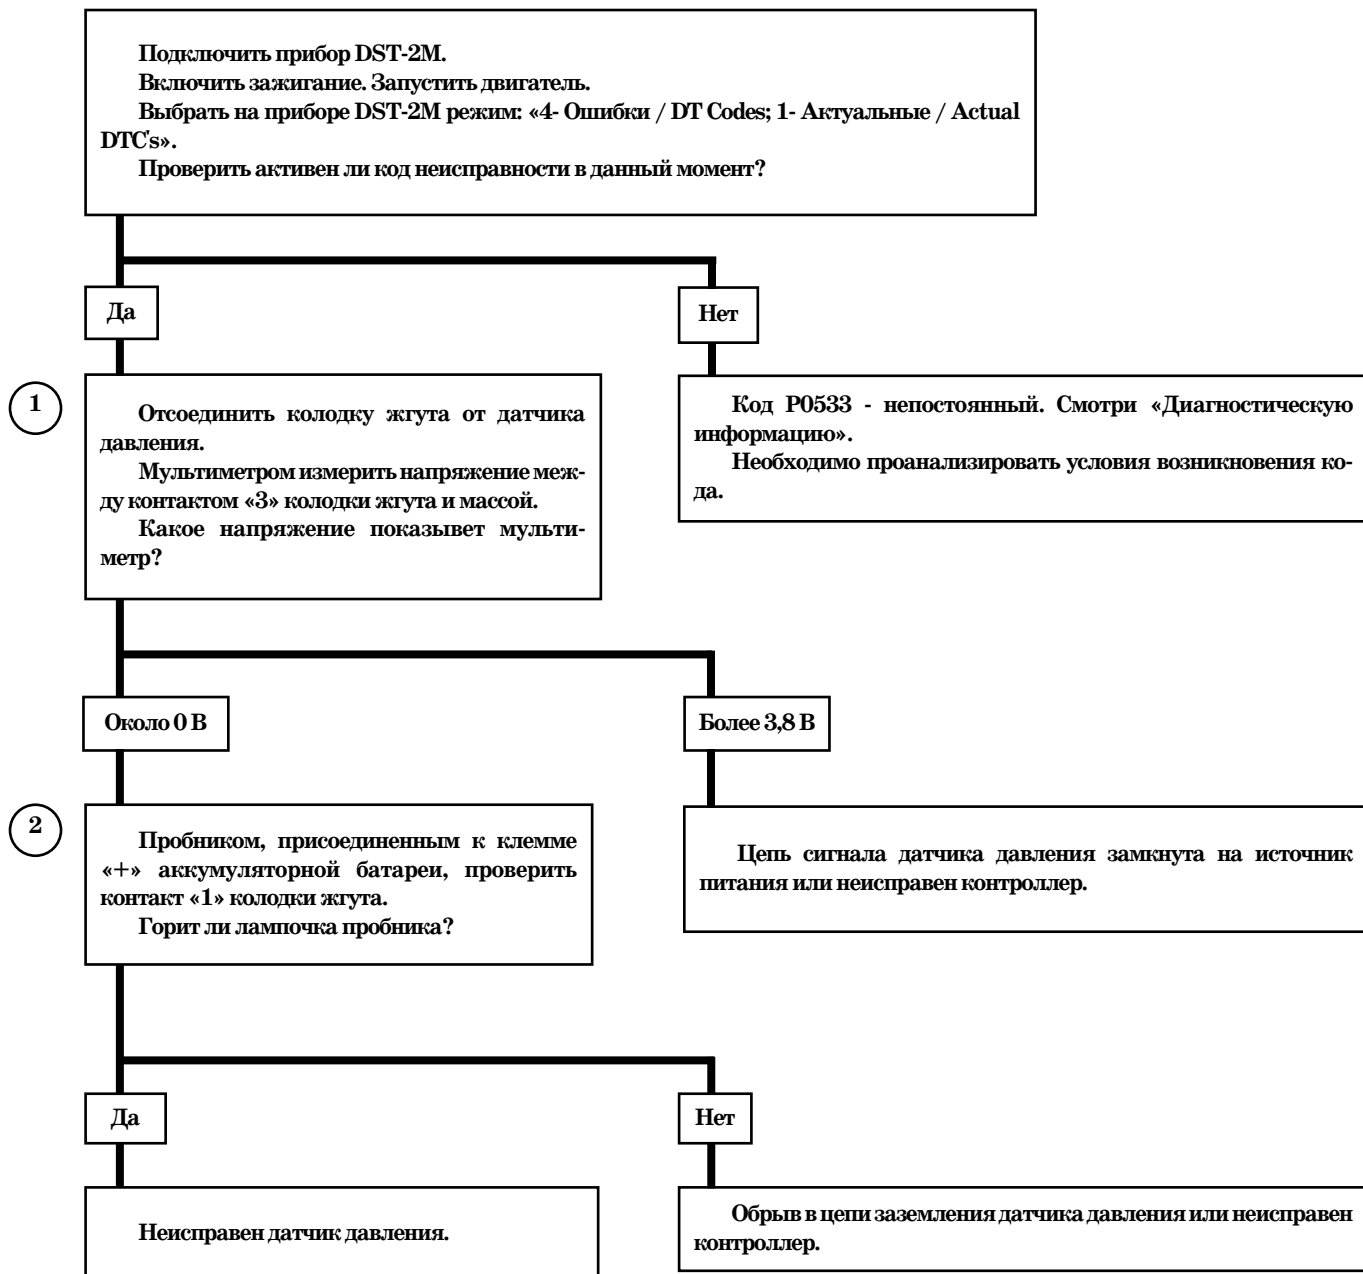 Подключить прибор DST-2M.
Включить зажигание. Запустить двигатель.
Выбрать на приборе DST-2M режим: «4- Ошибки / DT Codes; 1- Актуальные / Actual
DTC's».
Проверить активен ли код неисправности в данный момент?
Да
Нет
1
Отсоединить колодку жгута от датчика
давления.
Мультиметром измерить напряжение меж-
ду контактом «3» колодки жгута и массой.
Какое напряжение показывет мульти-
метр?
Код Р0533 - непостоянный. Смотри «Диагностическую
информацию».
Необходимо проанализировать условия возникновения ко-
да.
Около 0 В
Более 3,8 В
2
Пробником, присоединенным к клемме
«+» аккумуляторной батареи, проверить
контакт «1» колодки жгута.
Горит ли лампочка пробника?
Цепь сигнала датчика давления замкнута на источник
питания или неисправен контроллер.
Да
Нет
Неисправен датчик давления.
Обрыв в цепи заземления датчика давления или неисправен
контроллер.